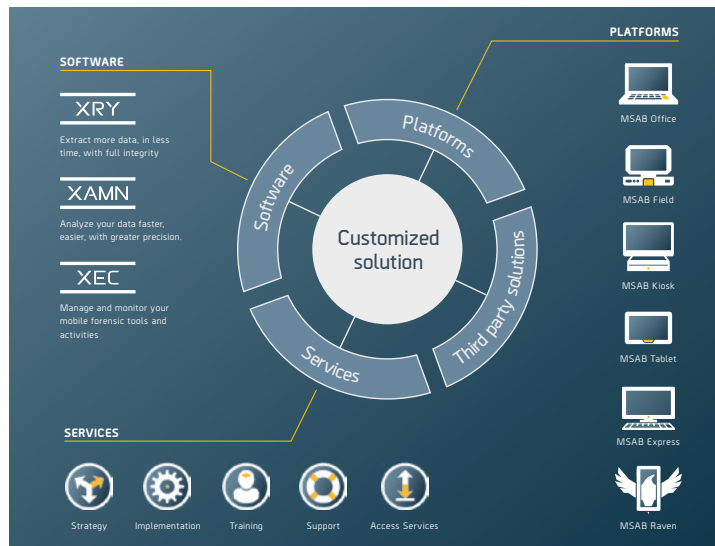 PLATFORMS
SOFTWARE
XRY
Extract more data, in less
time, with full integrity
XAMN
Analyze your data faster,
easier, with greater precision.
XEC
Manage and monitor your
mobile forensic tools and
activities
Platforms
Software
Customized
solution
Third party solutions
Services
MSAB Office
MSAB Field
MSAB Kiosk
MSAB Tablet
MSAB Express
MSAB Raven
SERVICES
Strategy
Implementation
Training
Support
Access Services